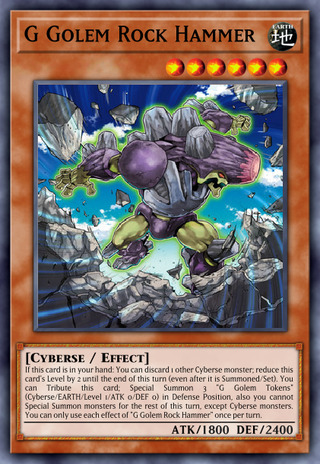 G Golem Rock Hammer
EARTH
地
[Cyberse / Effect]
If this card is in your hand: You can discard 1 other Cyberse monster; reduce this
card's Level by 2 until the end of this turn (even after it is Summoned/Set). You
can Tribute this card; Special Summon 3 "G Golem Tokens"
(Cyberse/EARTH/Level 1/ATK 0/DEF 0) in Defense Position, also you cannot
Special Summon monsters for the rest of this turn, except Cyberse monsters.
You can only use each effect of "G Golem Rock Hammer" once per turn.
ATK/1800 DEF/2400